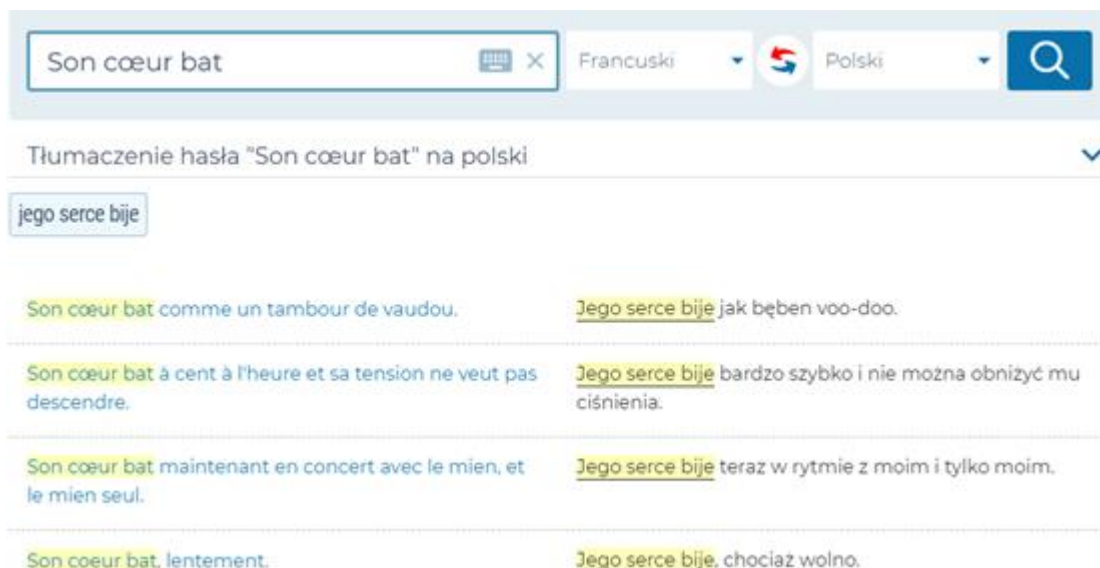 Son cœur bat Francuski Polski
Tłumaczenie hasła "Son cœur bat" na polski
jego serce bije
Son cœur bat comme un tambour de vaudou.
Jego serce bije jak bęben voo-doo.
Son cœur bat à cent à l'heure et sa tension ne veut pas
descendre.
Jego serce bije bardzo szybko i nie można obniżyć mu
ciśnienia.
Son cœur bat maintenant en concert avec le mien, et
le mien seul.
Jego serce bije teraz w rytmie z moim i tylko moim.
Son coeur bat, lentement.
Jego serce bije, chociaż wolno.